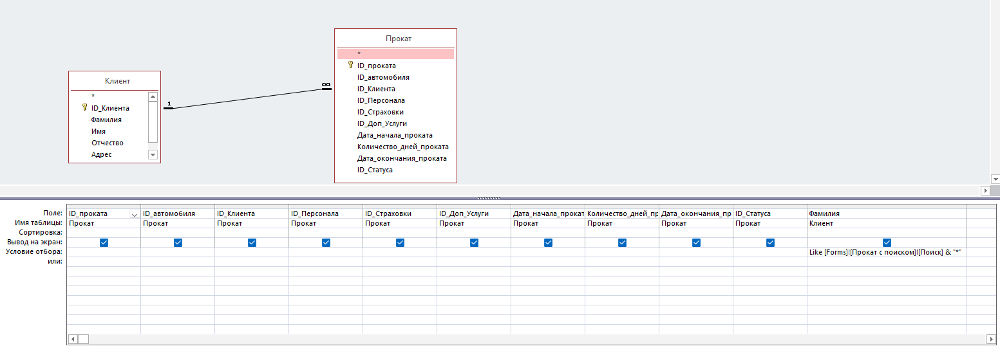 Прокат
*
ID_проката
ID_автомобиля
ID_Клиента
ID_Персонала
ID_Страховки
ID_Доп_Услуги
Дата_начала_проката
Количество_дней_проката
Дата_окончания_проката
ID_Статуса
Клиент
*
ID_Клиента
Фамилия
Имя
Отчество
Адрес
1
∞
Поле: ID_проката ID_автомобиля ID_Клиента ID_Персонала ID_Страховки ID_Доп_Услуги Дата_начала_прокат Количество_дней_пр Дата_окончания_пр ID_Статуса Фамилия
Имя таблицы: Прокат Прокат Прокат Прокат Прокат Прокат Прокат Прокат Прокат Прокат Клиент
Сортировка:
Вывод на экран:
Условие отбора: Like [Forms]![Прокат с поиском]![Поиск] & "*"
или: